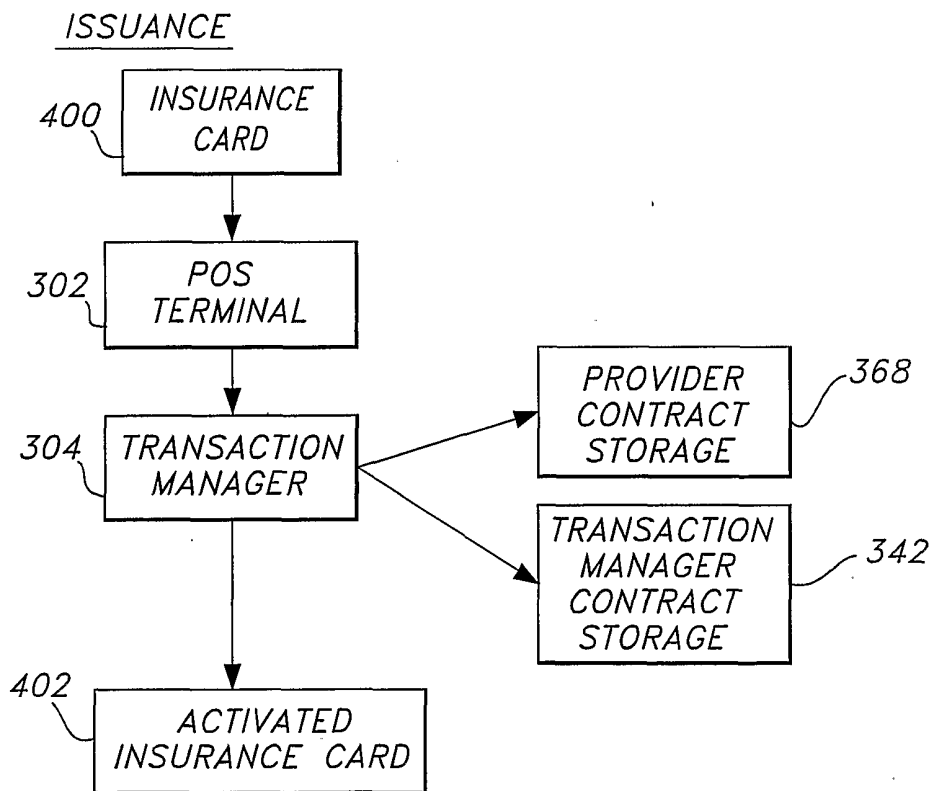 ISSUANCE
INSURANCE
CARD
400
POS
TERMINAL
302
TRANSACTION
MANAGER
304
PROVIDER
CONTRACT
STORAGE
368
TRANSACTION
MANAGER
CONTRACT
STORAGE
342
ACTIVATED
INSURANCE CARD
402